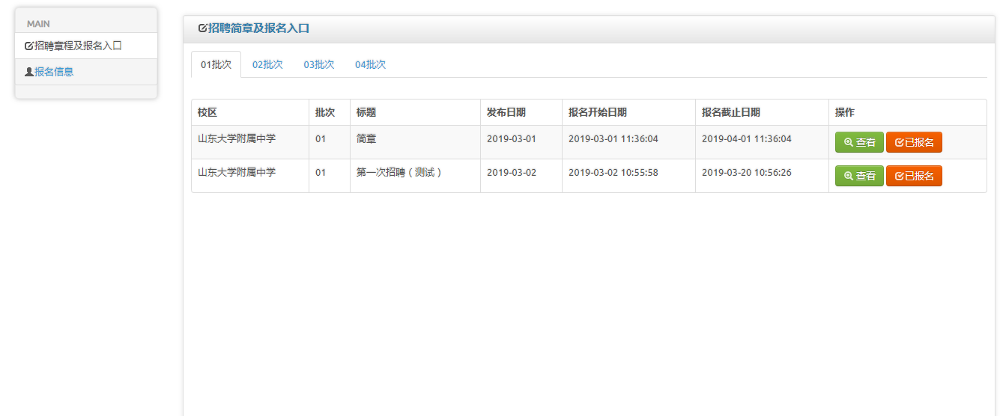 MAIN
招聘章程及报名入口
报名信息
招聘简章及报名入口
01批次 02批次 03批次 04批次
校区 批次 标题 发布日期 报名开始日期 报名截止日期 操作
山东大学附属中学 01 简章 2019-03-01 2019-03-01 11:36:04 2019-04-01 11:36:04 查看 已报名
山东大学附属中学 01 第一次招聘（测试） 2019-03-02 2019-03-02 10:55:58 2019-03-20 10:56:26 查看 已报名